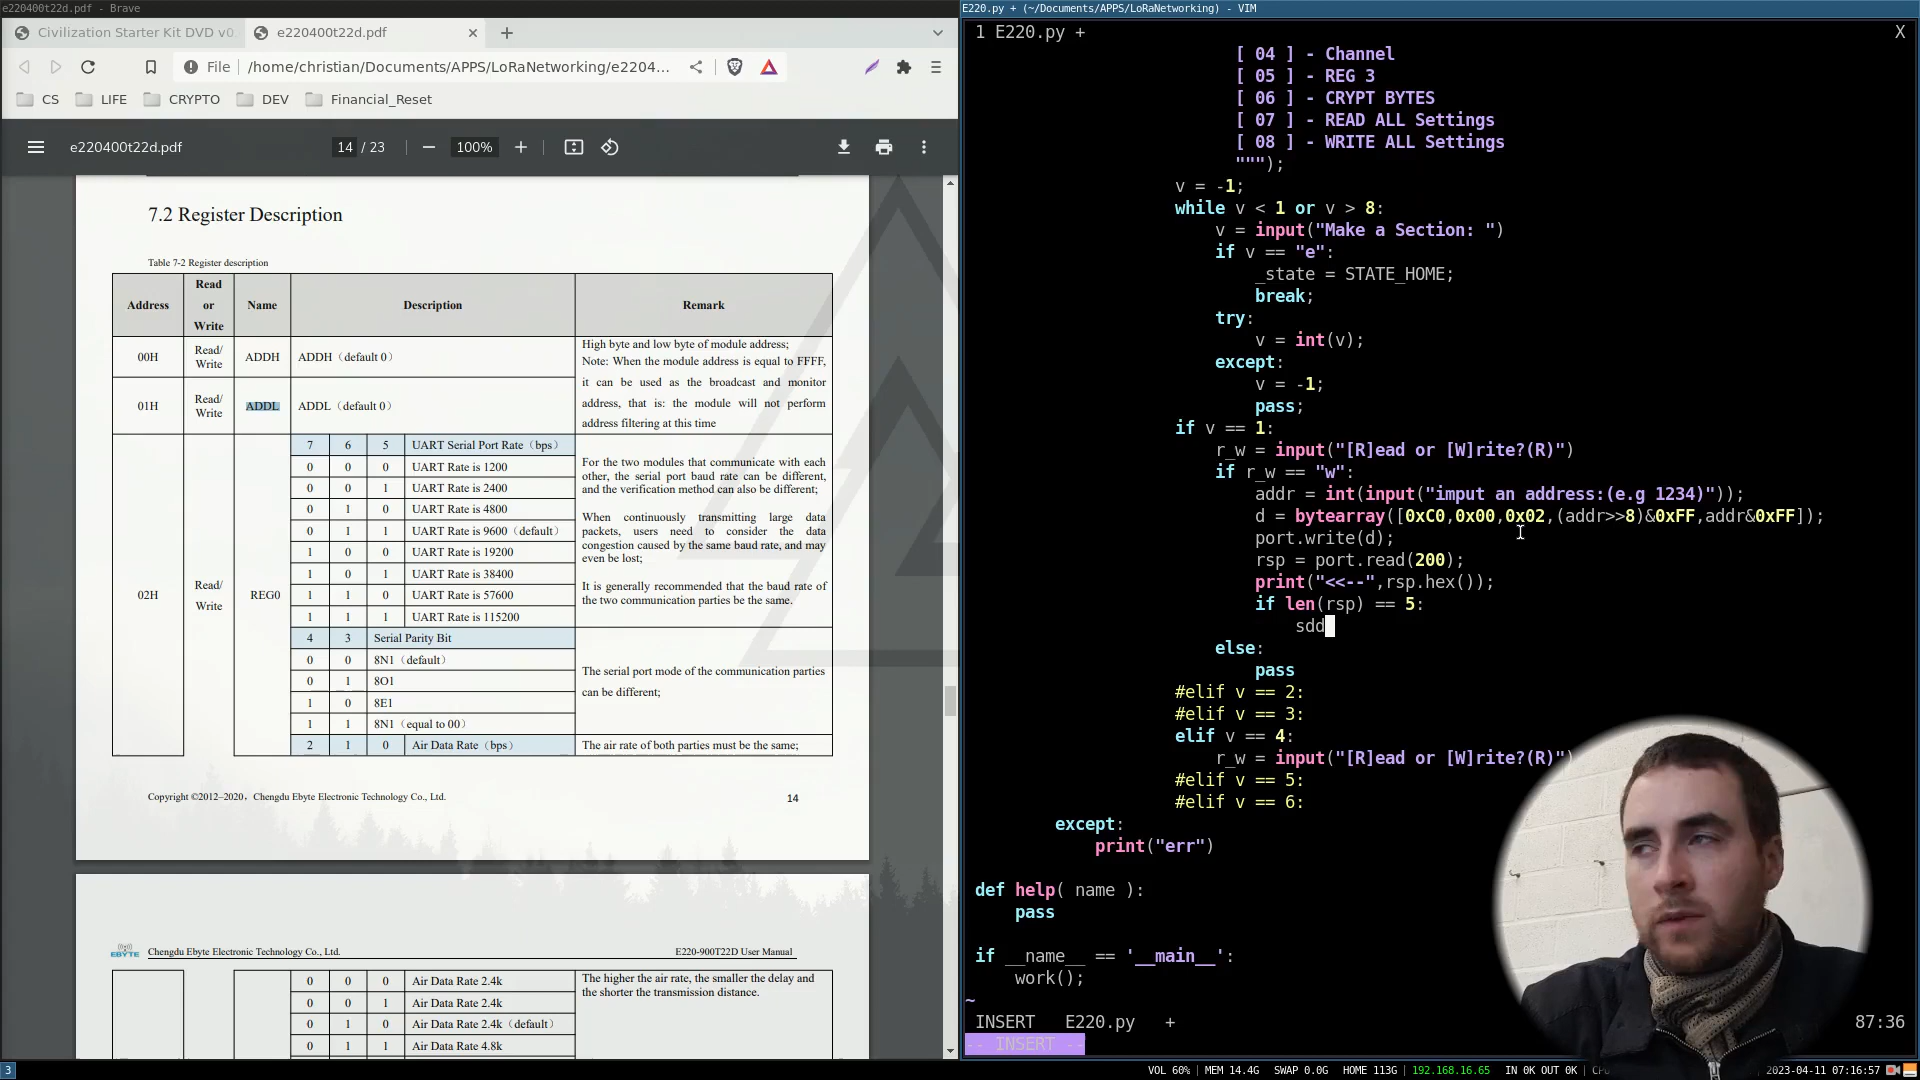 e220400t22d.pdf - Brave
Civilization Starter Kit DVD v0.
e220400t22d.pdf
File
/home/christian/Documents/APPS/LoRaNetworking/e2204...
CS
LIFE
CRYPTO
DEV
Financial_Reset
e220400t22d.pdf
14 / 23
100%
7.2 Register Description
Table 7-2 Register description
Address
Read or Write
Name
Description
Remark
00H
Read/ Write
ADDH
ADDH（default 0）
High byte and low byte of module address;
Note: When the module address is equal to FFFF,
it can be used as the broadcast and monitor
address, that is: the module will not perform
address filtering at this time
01H
Read/ Write
ADDL
ADDL（default 0）
02H
Read/ Write
REG0
7 6 5 UART Serial Port Rate（bps）
0 0 0 UART Rate is 1200
0 0 1 UART Rate is 2400
0 1 0 UART Rate is 4800
0 1 1 UART Rate is 9600（default）
1 0 0 UART Rate is 19200
1 0 1 UART Rate is 38400
1 1 0 UART Rate is 57600
1 1 1 UART Rate is 115200
For the two modules that communicate with each
other, the serial port baud rate can be different,
and the verification method can also be different;
When continuously transmitting large data
packets, users need to consider the data
congestion caused by the same baud rate, and may
even be lost;
It is generally recommended that the baud rate of
the two communication parties be the same.
4 3 Serial Parity Bit
0 0 8N1（default）
0 1 8O1
1 0 8E1
1 1 8N1（equal to 00）
The serial port mode of the communication parties
can be different;
2 1 0 Air Data Rate（bps）
The air rate of both parties must be the same;
Copyright ©2012–2020，Chengdu Ebyte Electronic Technology Co., Ltd.
14
EBYTE
Chengdu Ebyte Electronic Technology Co., Ltd.
E220-900T22D User Manual
0 0 0 Air Data Rate 2.4k
0 0 1 Air Data Rate 2.4k
0 1 0 Air Data Rate 2.4k（default）
0 1 1 Air Data Rate 4.8k
The higher the air rate, the smaller the delay and
the shorter the transmission distance.
E220.py + (~/Documents/APPS/LoRaNetworking) - VIM
1 E220.py +
X
[ 04 ] - Channel
[ 05 ] - REG 3
[ 06 ] - CRYPT BYTES
[ 07 ] - READ ALL Settings
[ 08 ] - WRITE ALL Settings
""");
v = -1;
while v < 1 or v > 8:
v = input("Make a Section: ")
if v == "e":
_state = STATE_HOME;
break;
try:
v = int(v);
except:
v = -1;
pass;
if v == 1:
r_w = input("[R]ead or [W]rite?(R)")
if r_w == "w":
addr = int(input("imput an address:(e.g 1234)"));
d = bytearray([0xC0,0x00,0x02,(addr>>8)&0xFF,addr&0xFF]);
port.write(d);
rsp = port.read(200);
print("<<--",rsp.hex());
if len(rsp) == 5:
sdd
else:
pass
#elif v == 2:
#elif v == 3:
elif v == 4:
r_w = input("[R]ead or [W]rite?(R)")
#elif v == 5:
#elif v == 6:
except:
print("err")
def help( name ):
pass
if __name__ == '__main__':
work();
~
INSERT E220.py +
87:36
-- INSERT --
3
VOL 60% | MEM 14.4G | SWAP 0.0G | HOME 113G | 192.168.16.65 | IN 0K OUT 0K |
2023-04-11 07:16:57